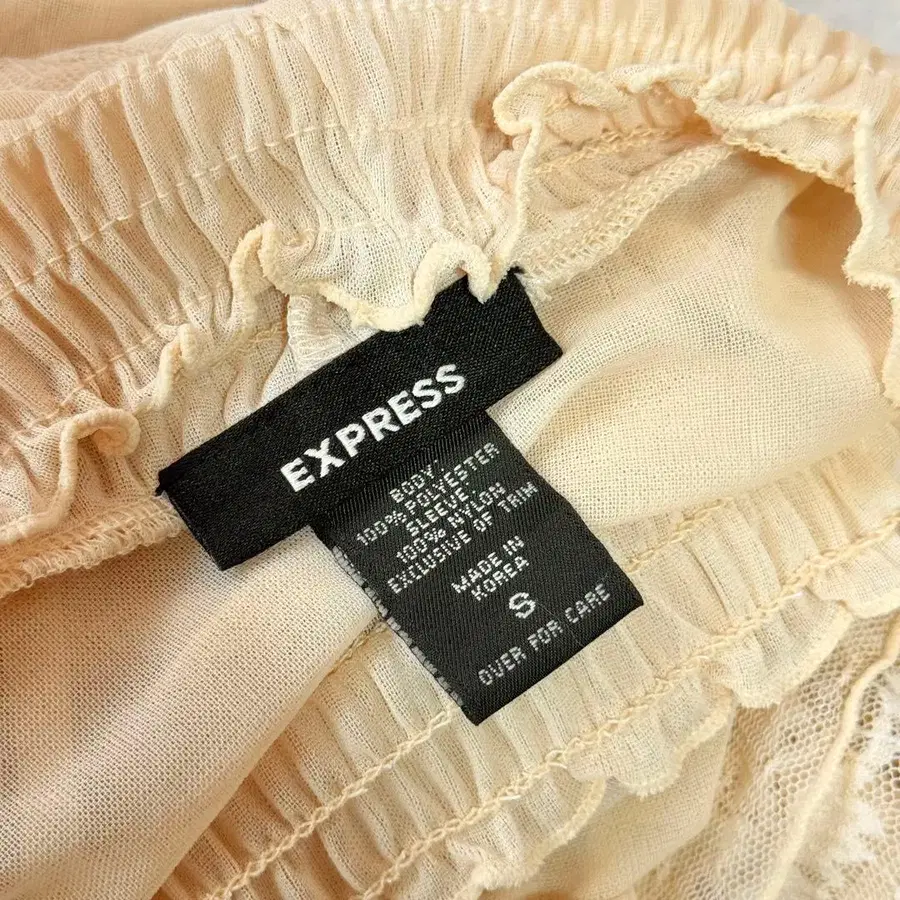 EXPRESS
BODY:
100% POLYESTER
SLEEVE:
100% NYLON
EXCLUSIVE OF TRIM
MADE IN
KOREA
S
OVER FOR CARE